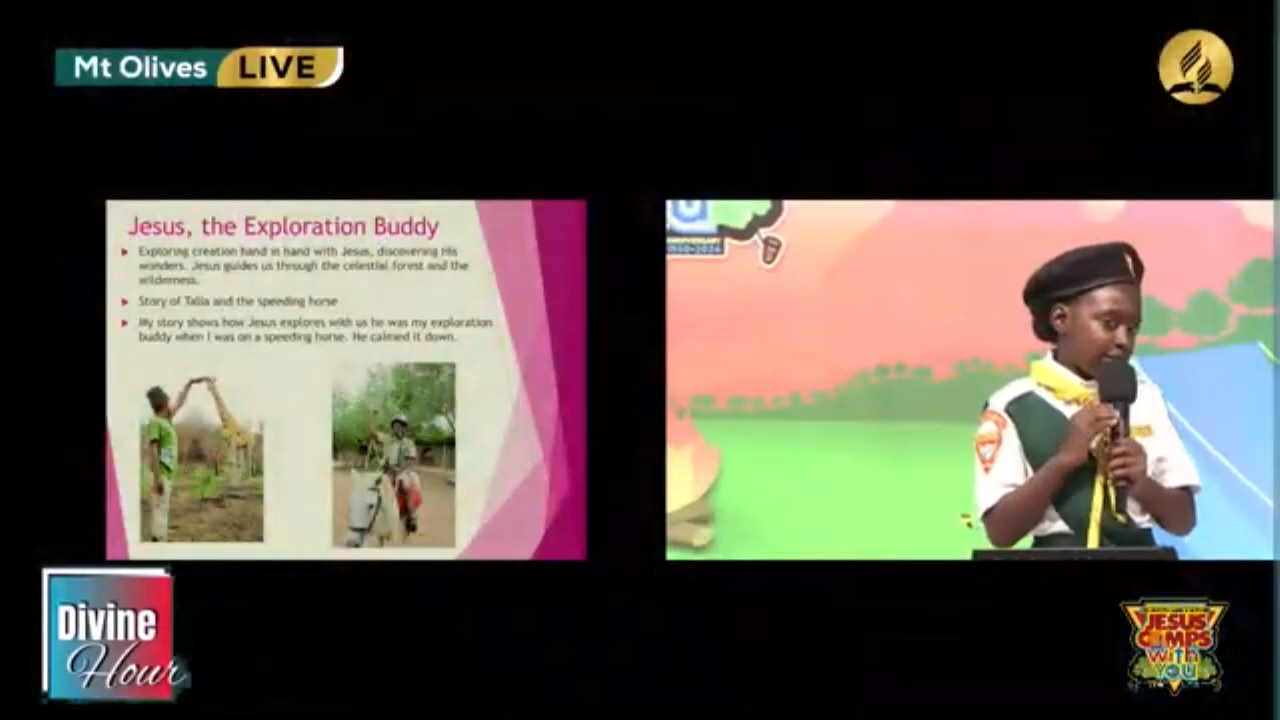 Mt Olives LIVE
Jesus, the Exploration Buddy
Exploring creation hand in hand with Jesus, discovering His
wonders. Jesus guides us through the celestial forest and the
wilderness.
Story of Talia and the speeding horse
My story shows how Jesus explores with us he was my exploration
buddy when I was on a speeding horse. He calmed it down.
Divine
Hour
JESUS
CAMPS
With
YOU